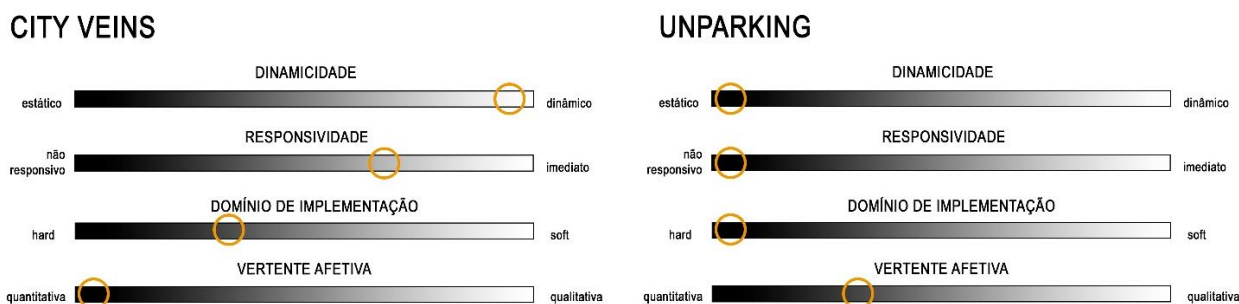 CITY VEINS
DINAMICIDADE
estático
dinâmico
RESPONSIVIDADE
não
responsivo
imediato
DOMÍNIO DE IMPLEMENTAÇÃO
hard
soft
VERTENTE AFETIVA
quantitativa
qualitativa
UNPARKING
DINAMICIDADE
estático
dinâmico
RESPONSIVIDADE
não
responsivo
imediato
DOMÍNIO DE IMPLEMENTAÇÃO
hard
soft
VERTENTE AFETIVA
quantitativa
qualitativa